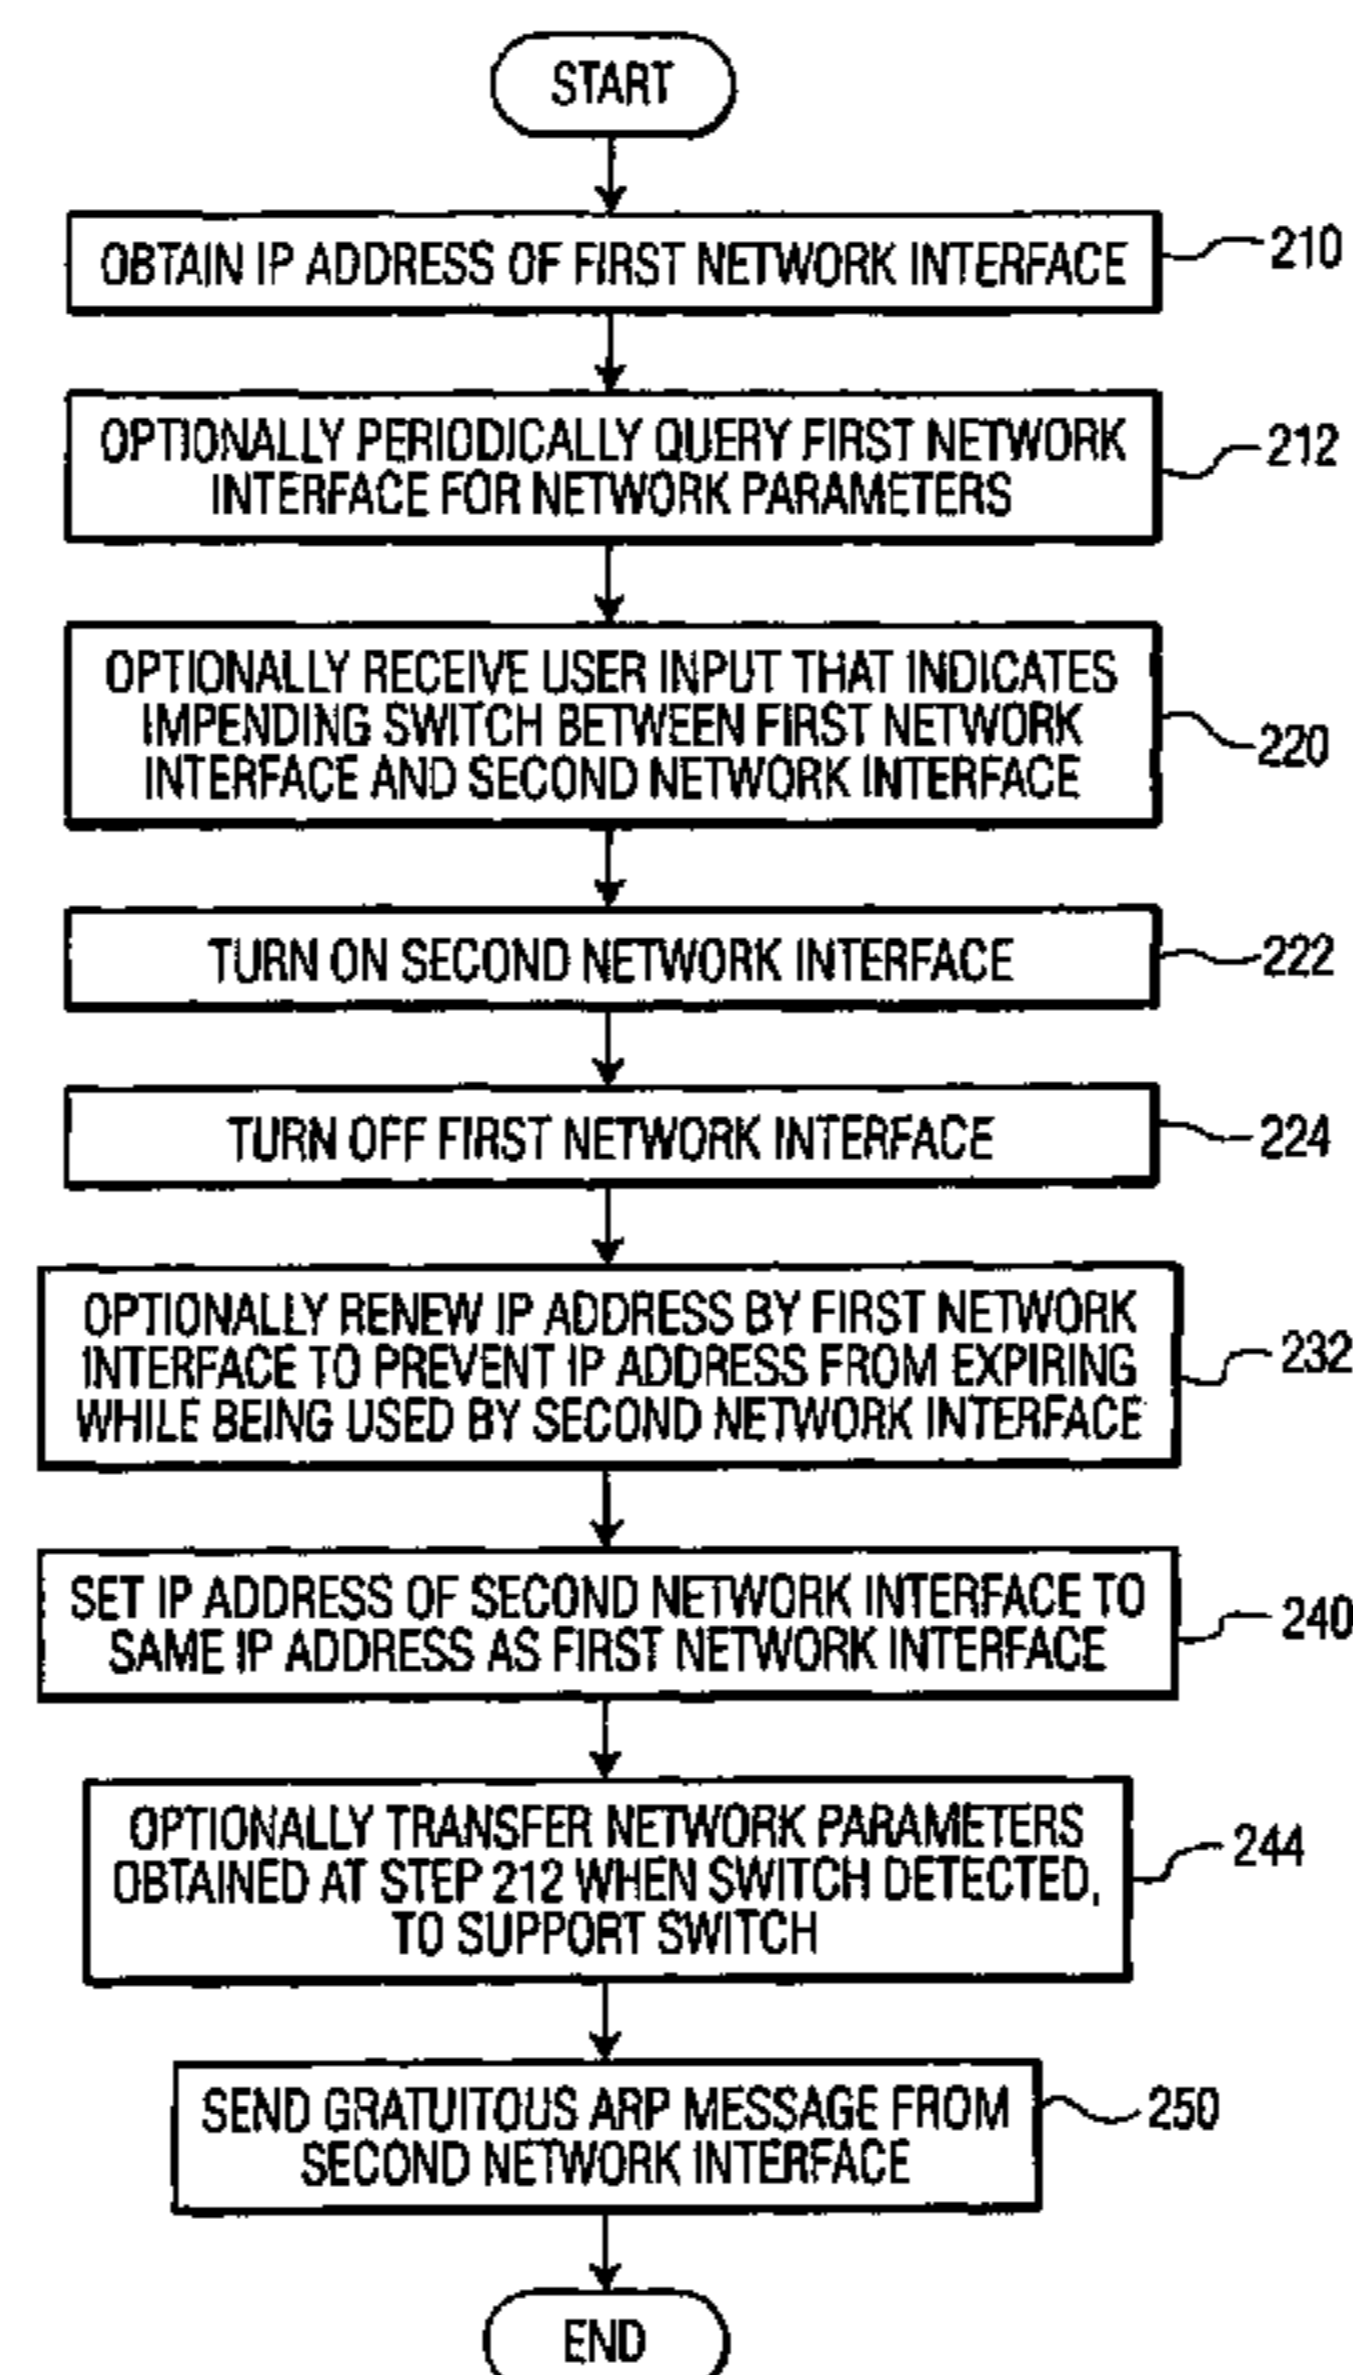 START
OBTAIN IP ADDRESS OF FIRST NETWORK INTERFACE
210
OPTIONALLY PERIODICALLY QUERY FIRST NETWORK
INTERFACE FOR NETWORK PARAMETERS
212
OPTIONALLY RECEIVE USER INPUT THAT INDICATES
IMPENDING SWITCH BETWEEN FIRST NETWORK
INTERFACE AND SECOND NETWORK INTERFACE
220
TURN ON SECOND NETWORK INTERFACE
222
TURN OFF FIRST NETWORK INTERFACE
224
OPTIONALLY RENEW IP ADDRESS BY FIRST NETWORK
INTERFACE TO PREVENT IP ADDRESS FROM EXPIRING
WHILE BEING USED BY SECOND NETWORK INTERFACE
232
SET IP ADDRESS OF SECOND NETWORK INTERFACE TO
SAME IP ADDRESS AS FIRST NETWORK INTERFACE
240
OPTIONALLY TRANSFER NETWORK PARAMETERS
OBTAINED AT STEP 212 WHEN SWITCH DETECTED,
TO SUPPORT SWITCH
244
SEND GRATUITOUS ARP MESSAGE FROM
SECOND NETWORK INTERFACE
250
END